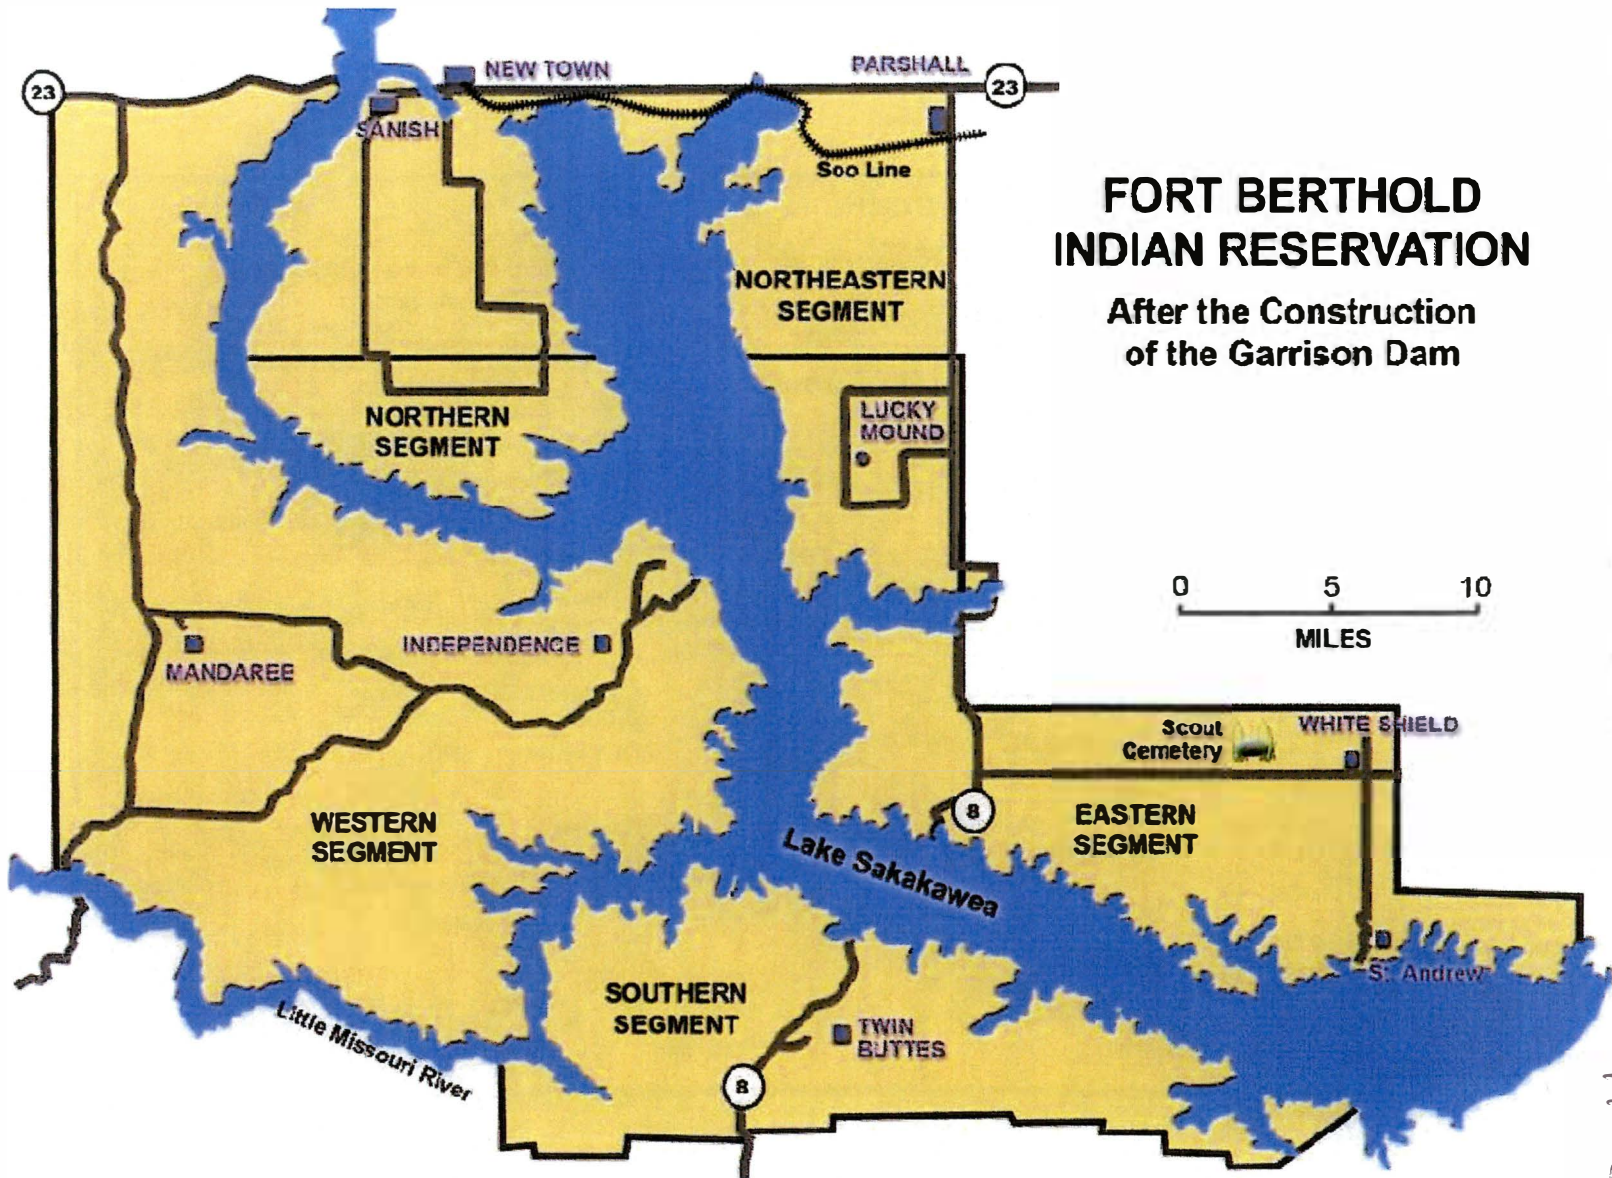 23
NEW TOWN
PARSHALL
23
SANISH
Soo Line
FORT BERTHOLD
INDIAN RESERVATION
After the Construction
of the Garrison Dam
NORTHEASTERN
SEGMENT
NORTHERN
SEGMENT
LUCKY
MOUND
0 5 10
MILES
INDEPENDENCE
MANDAREE
Scout
Cemetery
WHITE SHIELD
8
WESTERN
SEGMENT
EASTERN
SEGMENT
Lake Sakakawea
St. Andrew
SOUTHERN
SEGMENT
Little Missouri River
TWIN
BUTTES
8